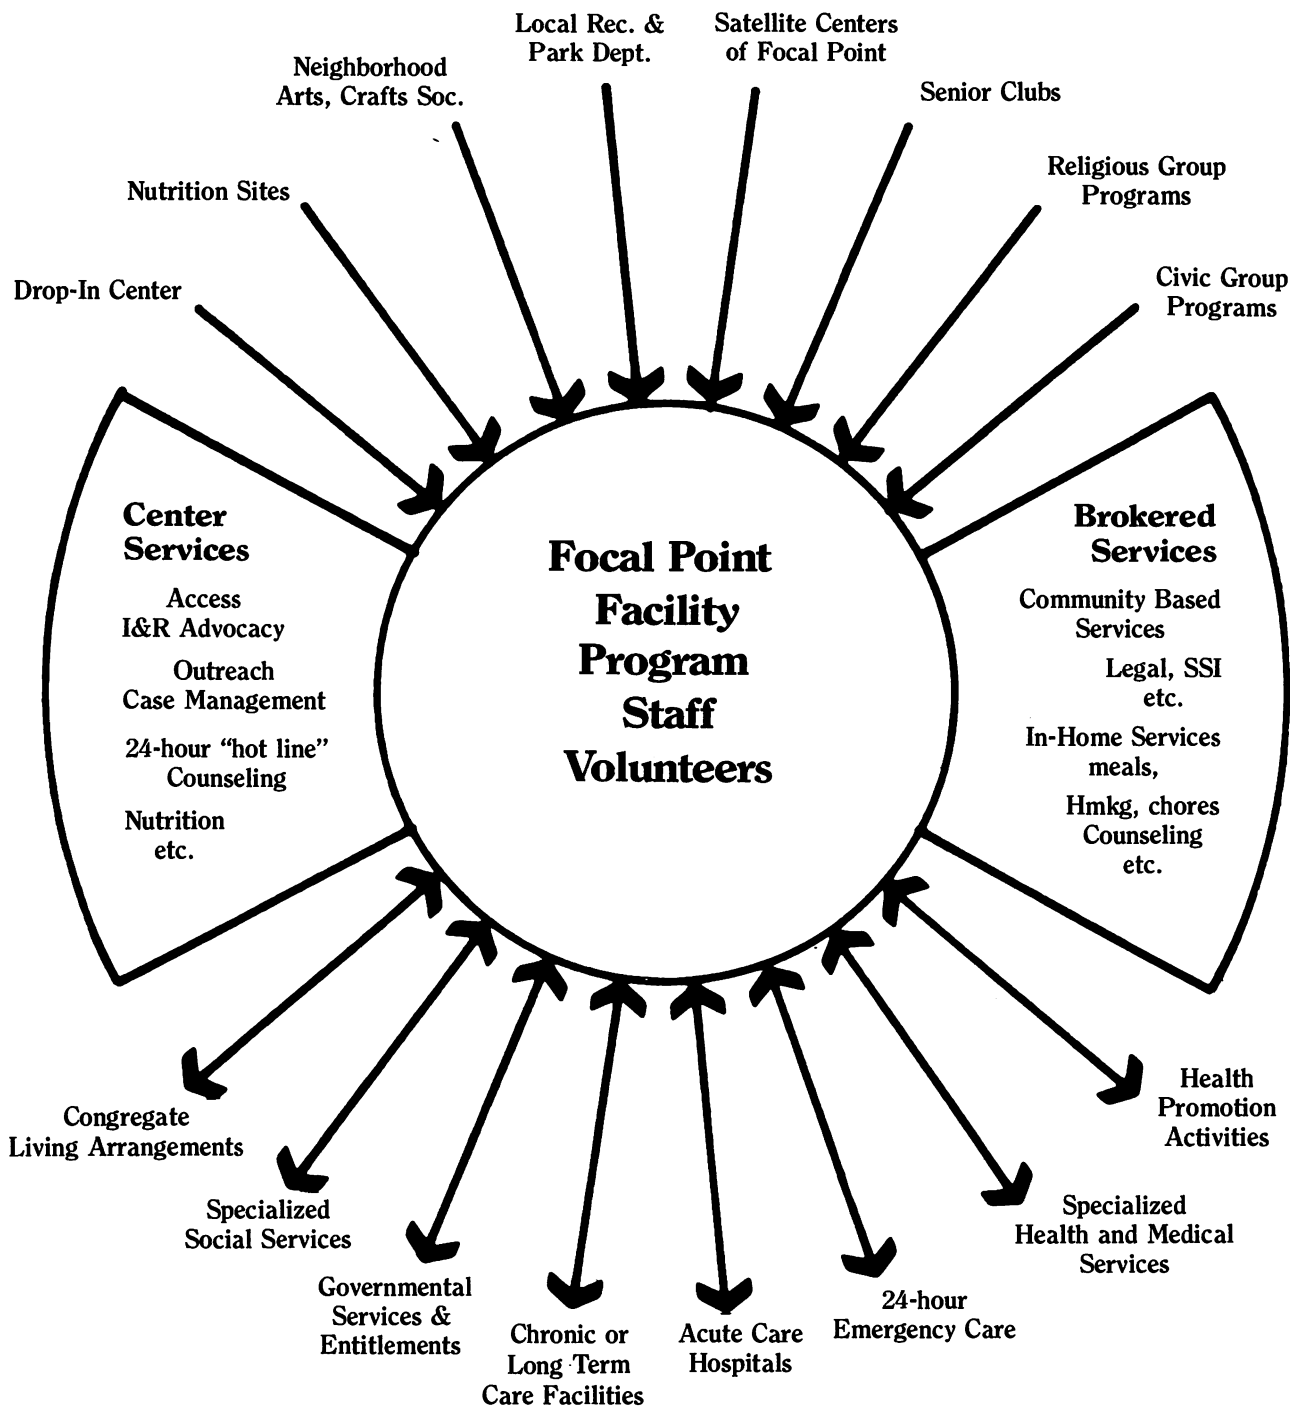 Local Rec. &
Park Dept.
Satellite Centers
of Focal Point
Neighborhood
Arts, Crafts Soc.
Senior Clubs
Nutrition Sites
Religious Group
Programs
Drop-In Center
Civic Group
Programs
Center
Services
Access
I&R Advocacy
Outreach
Case Management
24-hour “hot line”
Counseling
Nutrition
etc.
Focal Point
Facility
Program
Staff
Volunteers
Brokered
Services
Community Based
Services
Legal, SSI
etc.
In-Home Services
meals,
Hmkg, chores
Counseling
etc.
Congregate
Living Arrangements
Specialized
Social Services
Governmental
Services &
Entitlements
Chronic or
Long Term
Care Facilities
Acute Care
Hospitals
24-hour
Emergency Care
Specialized
Health and Medical
Services
Health
Promotion
Activities